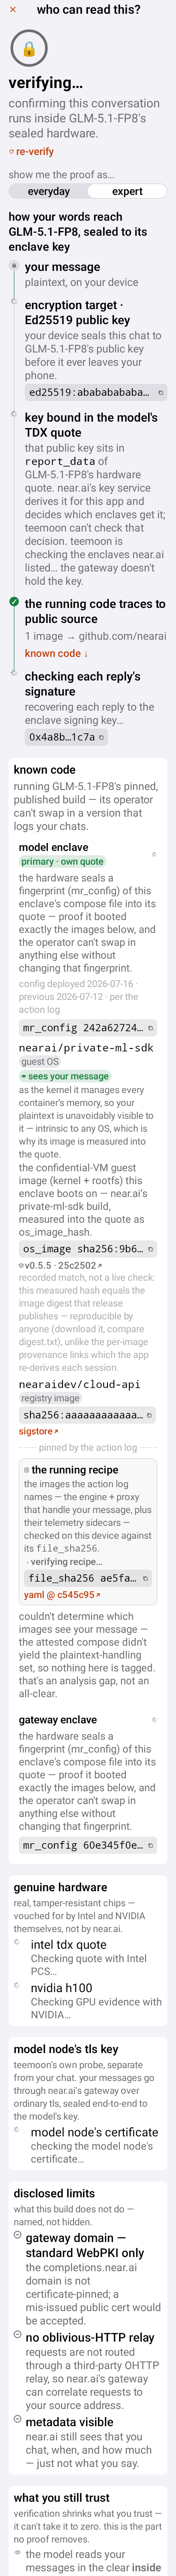 who can read this?
verifying…
confirming this conversation
runs inside GLM-5.1-FP8's
sealed hardware.
re-verify
show me the proof as…
everyday
expert
how your words reach
GLM-5.1-FP8, sealed to its
enclave key
your message
plaintext, on your device
encryption target ·
Ed25519 public key
your device seals this chat to
GLM-5.1-FP8's public key
before it ever leaves your
phone.
ed25519:abababababa…
key bound in the model's
TDX quote
that public key sits in
report_data of
GLM-5.1-FP8's hardware
quote. near.ai's key service
derives it for this app and
decides which enclaves get it;
teemoon can't check that
decision. teemoon is
checking the enclaves near.ai
listed… the gateway doesn't
hold the key.
the running code traces to
public source
1 image → github.com/nearai
known code ↓
checking each reply's
signature
recovering each reply to the
enclave signing key…
0x4a8b…1c7a
known code
running GLM-5.1-FP8's pinned,
published build — its operator
can't swap in a version that
logs your chats.
model enclave
primary · own quote
the hardware seals a
fingerprint (mr_config) of this
enclave's compose file into its
quote — proof it booted
exactly the images below, and
the operator can't swap in
anything else without
changing that fingerprint.
config deployed 2026-07-16 ·
previous 2026-07-12 · per the
action log
mr_config 242a62724…
nearai/private-ml-sdk
guest OS
sees your message
as the kernel it manages every
container's memory, so your
plaintext is unavoidably visible to
it — intrinsic to any OS, which is
why its image is measured into
the quote.
the confidential-VM guest
image (kernel + rootfs) this
enclave boots on — near.ai's
private-ml-sdk build,
measured into the quote as
os_image_hash.
os_image sha256:9b6…
v0.5.5 · 25c2502↗
recorded match, not a live check:
this measured hash equals the
image digest that release
publishes — reproducible by
anyone (download it, compare
digest.txt), unlike the per-image
provenance links which the app
re-derives each session.
nearaidev/cloud-api
registry image
sha256:aaaaaaaaaaaa…
sigstore↗
pinned by the action log
the running recipe
the images the action log
names — the engine + proxy
that handle your message, plus
their telemetry sidecars —
checked on this device against
its file_sha256.
· verifying recipe…
file_sha256 ae5fa…
yaml @ c545c95↗
couldn't determine which
images see your message —
the attested compose didn't
yield the plaintext-handling
set, so nothing here is tagged.
that's an analysis gap, not an
all-clear.
gateway enclave
the hardware seals a
fingerprint (mr_config) of this
enclave's compose file into its
quote — proof it booted
exactly the images below, and
the operator can't swap in
anything else without
changing that fingerprint.
mr_config 60e345f0e…
genuine hardware
real, tamper-resistant chips —
vouched for by Intel and NVIDIA
themselves, not by near.ai.
intel tdx quote
Checking quote with Intel
PCS…
nvidia h100
Checking GPU evidence with
NVIDIA…
model node's tls key
teemoon's own probe, separate
from your chat. your messages go
through near.ai's gateway over
ordinary tls, sealed end-to-end to
the model's key.
model node's certificate
checking the model node's
certificate…
disclosed limits
what this build does not do —
named, not hidden.
gateway domain —
standard WebPKI only
the completions.near.ai
domain is not
certificate-pinned; a
mis-issued public cert would
be accepted.
no oblivious-HTTP relay
requests are not routed
through a third-party OHTTP
relay, so near.ai's gateway
can correlate requests to
your source address.
metadata visible
near.ai still sees that you
chat, when, and how much
— just not what you say.
what you still trust
verification shrinks what you trust —
it can't take it to zero. this is the part
no proof removes.
the model reads your
messages in the clear inside